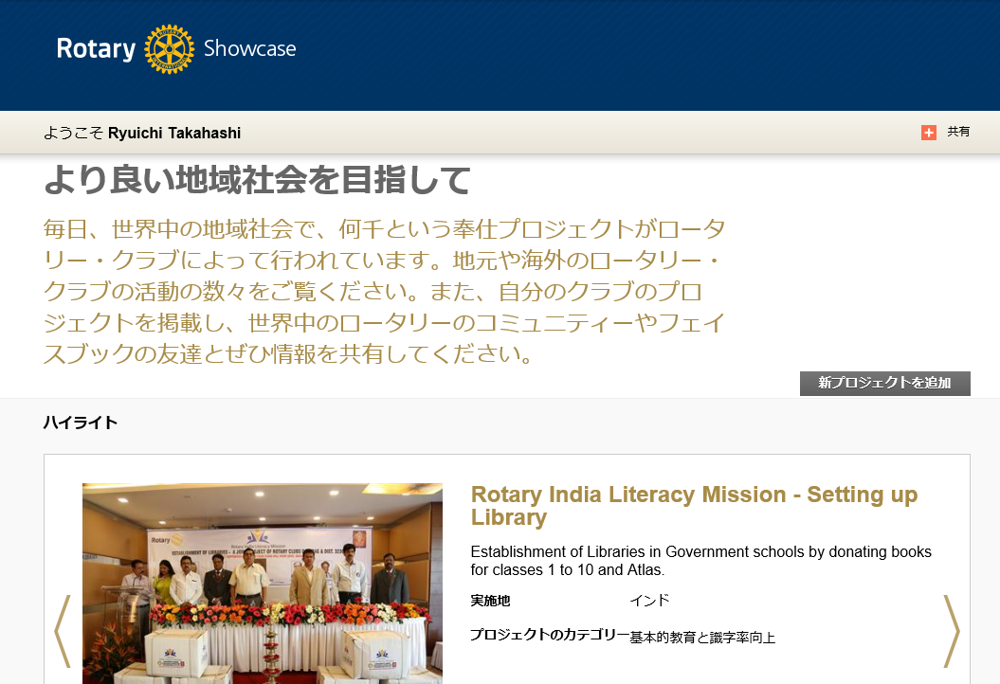 Rotary Showcase
ようこそ Ryuichi Takahashi
共有
より良い地域社会を目指して
毎日、世界中の地域社会で、何千という奉仕プロジェクトがロータ
リー・クラブによって行われています。地元や海外のロータリー・
クラブの活動の数々をご覧ください。また、自分のクラブのプロ
ジェクトを掲載し、世界中のロータリーのコミュニティーやフェイ
スブックの友達とぜひ情報を共有してください。
新プロジェクトを追加
ハイライト
Rotary
Rotary India Literacy Mission
Rotary India Literacy Mission - Setting up
Library
Establishment of Libraries in Government schools by donating books
for classes 1 to 10 and Atlas.
実施地 インド
プロジェクトのカテゴリー 基本的教育と識字率向上